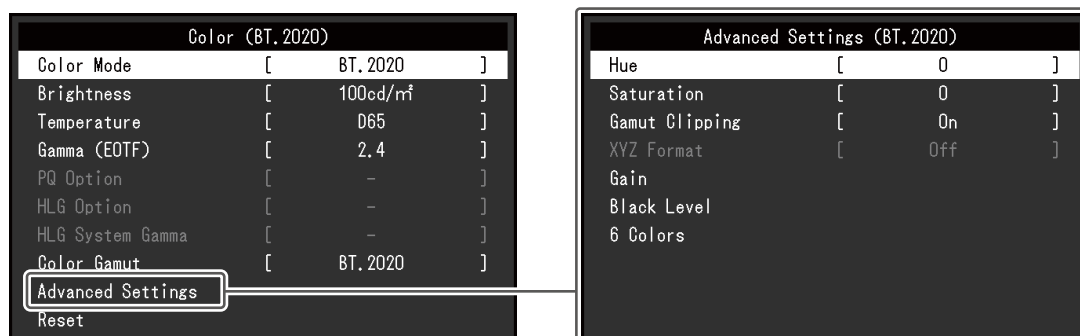 Color (BT.2020)
Color Mode [ BT.2020 ]
Brightness [ 100cd/㎡ ]
Temperature [ D65 ]
Gamma (EOTF) [ 2.4 ]
PQ Option [ – ]
HLG Option [ – ]
HLG System Gamma [ – ]
Color Gamut [ BT.2020 ]
Advanced Settings
Reset
Advanced Settings (BT.2020)
Hue [ 0 ]
Saturation [ 0 ]
Gamut Clipping [ On ]
XYZ Format [ Off ]
Gain
Black Level
6 Colors